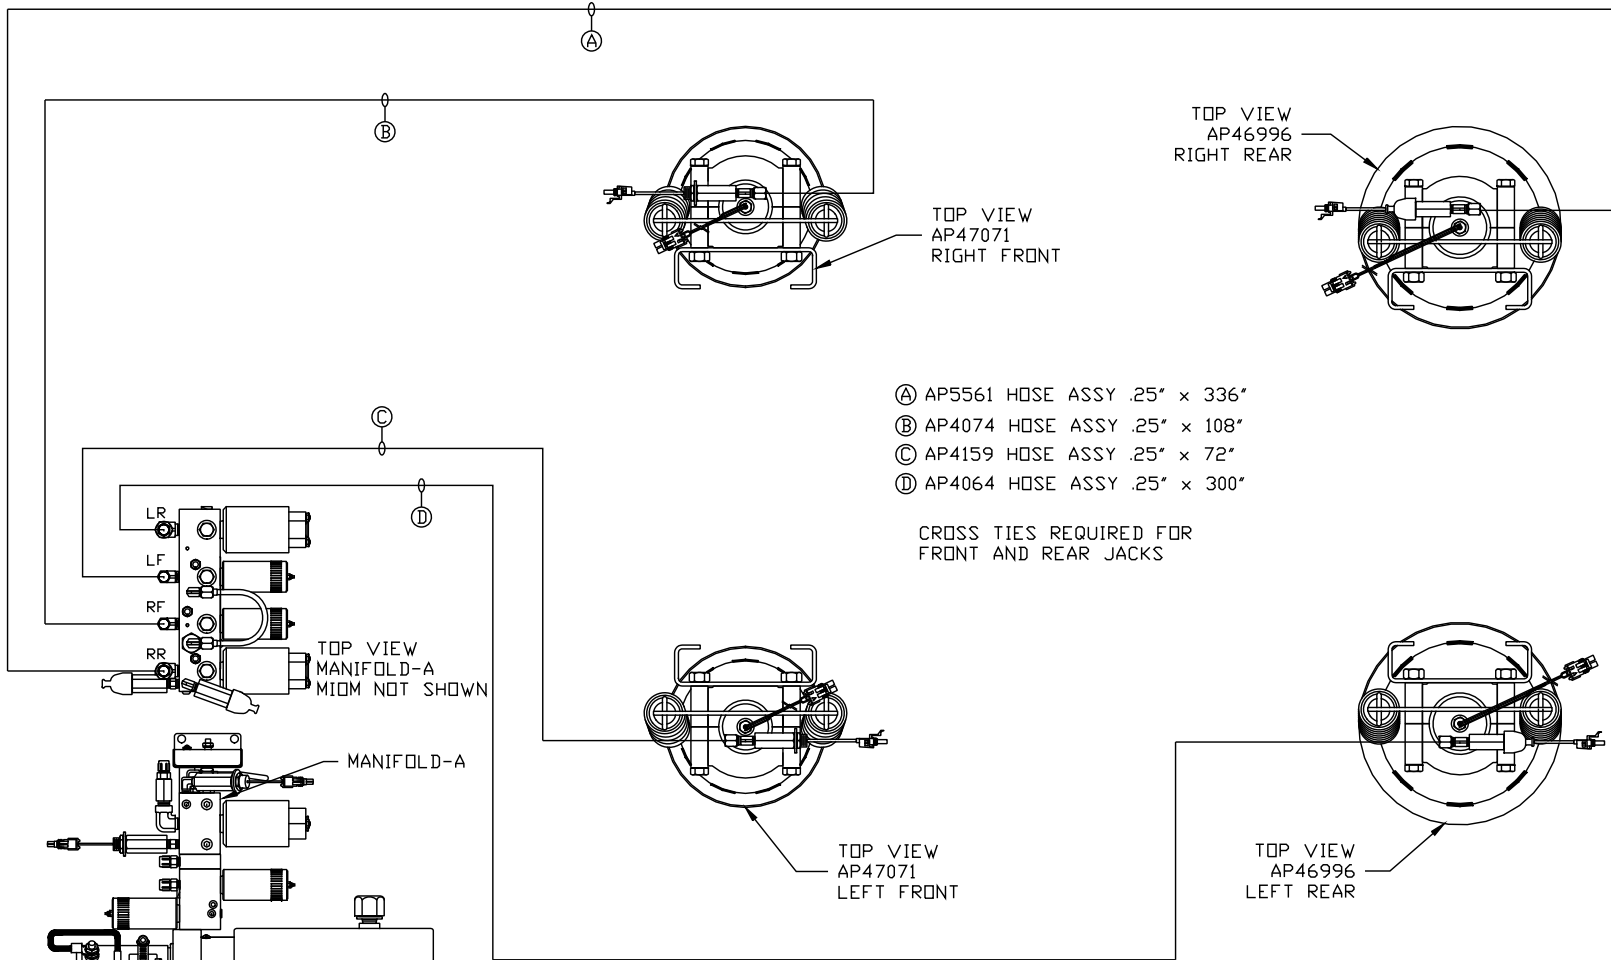 A
B
TOP VIEW
AP46996
RIGHT REAR
TOP VIEW
AP47071
RIGHT FRONT
A AP5561 HOSE ASSY .25" x 336"
B AP4074 HOSE ASSY .25" x 108"
C AP4159 HOSE ASSY .25" x 72"
D AP4064 HOSE ASSY .25" x 300"
CROSS TIES REQUIRED FOR
FRONT AND REAR JACKS
C
D
LR
LF
RF
RR
TOP VIEW
MANIFOLD-A
MIOM NOT SHOWN
MANIFOLD-A
TOP VIEW
AP47071
LEFT FRONT
TOP VIEW
AP46996
LEFT REAR